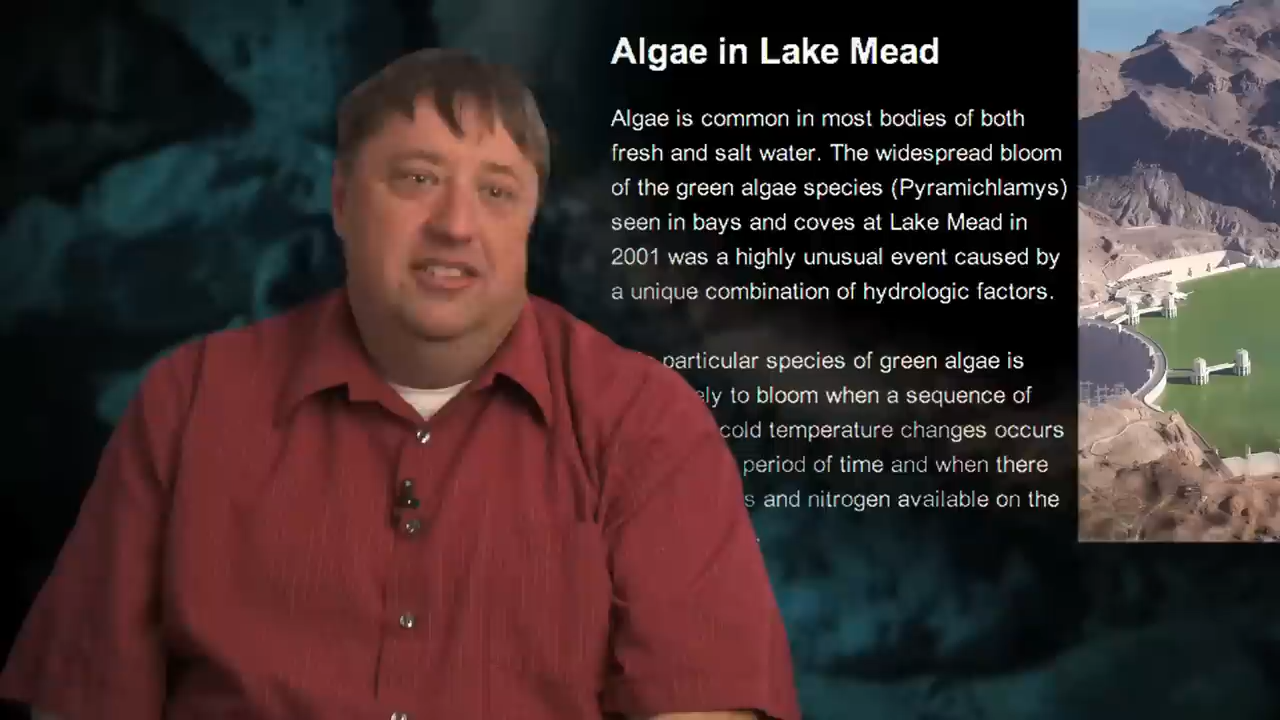 Algae in Lake Mead
Algae is common in most bodies of both
fresh and salt water. The widespread bloom
of the green algae species (Pyramichlamys)
seen in bays and coves at Lake Mead in
2001 was a highly unusual event caused by
a unique combination of hydrologic factors.
particular species of green algae is
to bloom when a sequence of
cold temperature changes occurs
period of time and when there
and nitrogen available on the